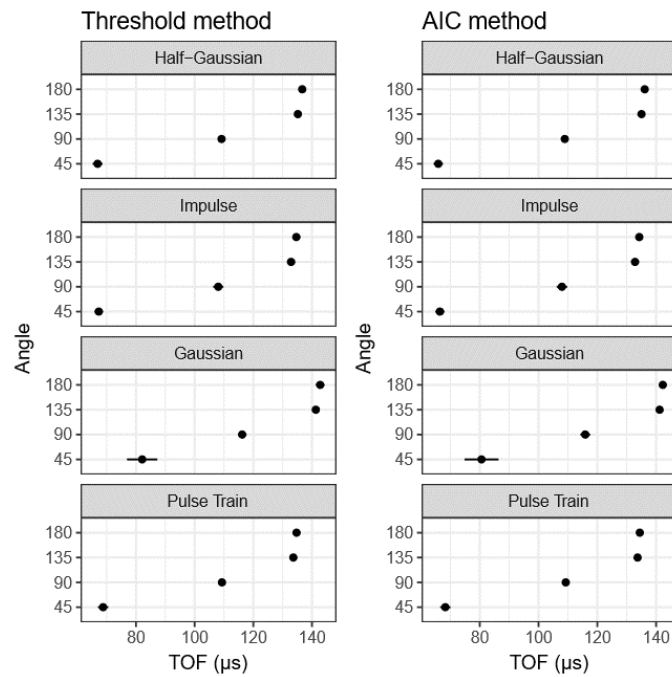 Threshold method
Half-Gaussian
180
135
90
45
Impulse
180
135
90
45
Gaussian
180
135
90
45
Pulse Train
180
135
90
45
80 100 120 140
TOF (µs)
Angle
AIC method
Half-Gaussian
180
135
90
45
Impulse
180
135
90
45
Gaussian
180
135
90
45
Pulse Train
180
135
90
45
80 100 120 140
TOF (µs)
Angle